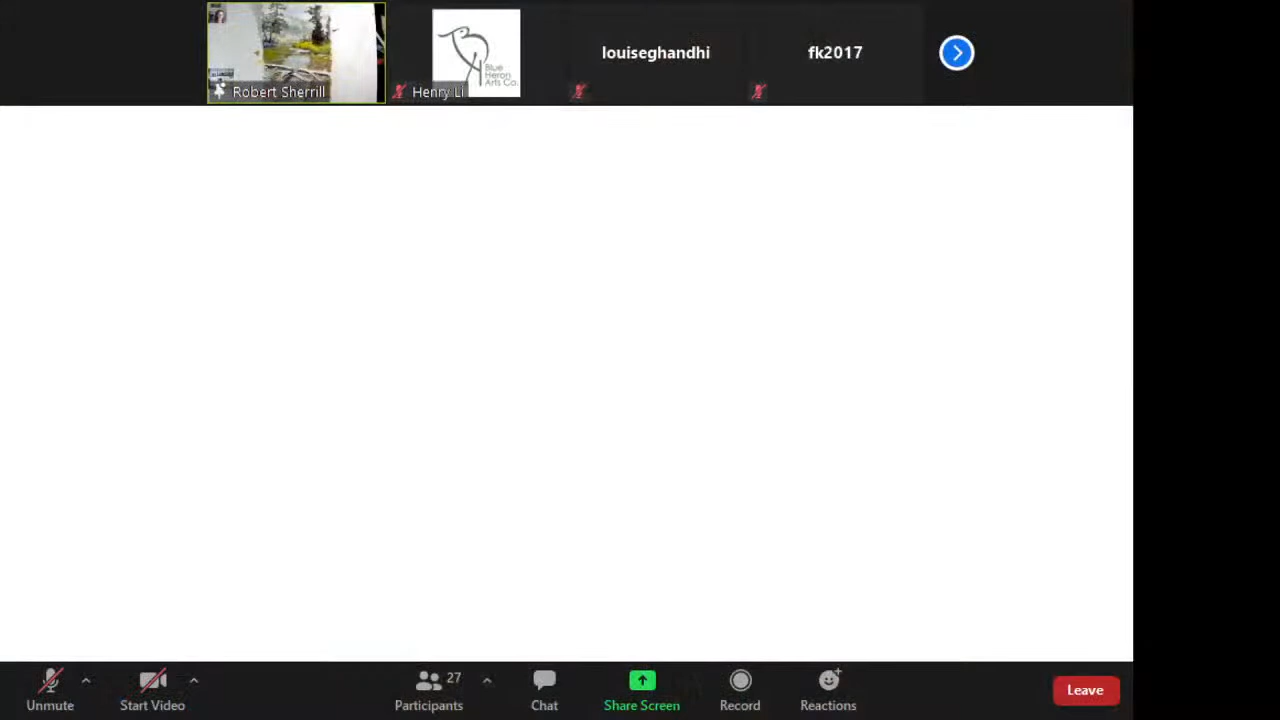 Robert Sherrill
Blue
Heron
Arts Co.
Henry Li
louiseghandhi
fk2017
Unmute
Start Video
27
Participants
Chat
Share Screen
Record
Reactions
Leave